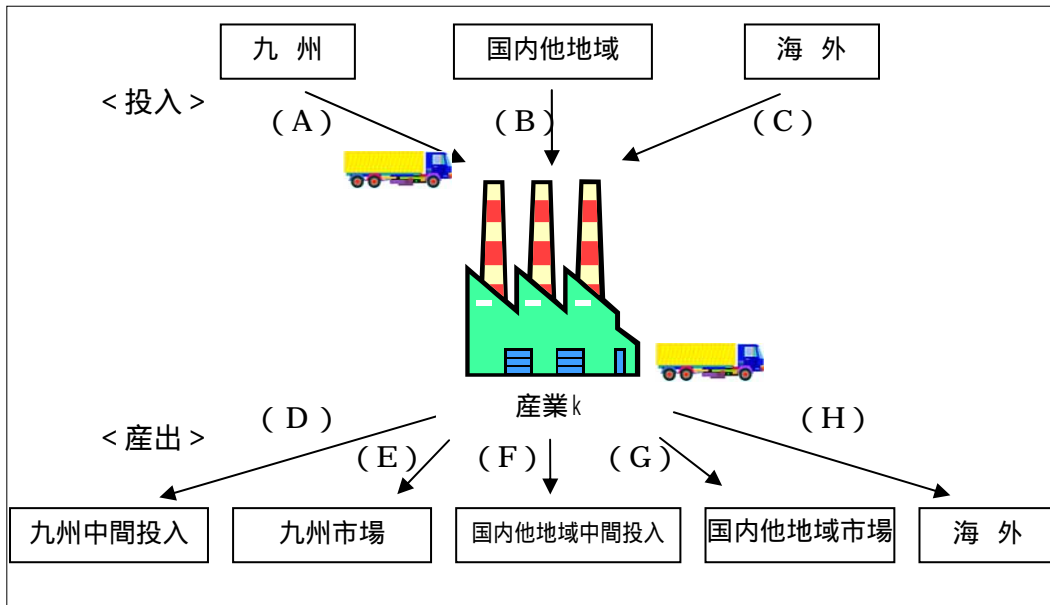 九 州
国内他地域
海 外
<投入>
(A)
(B)
(C)
産業k
<産出>
(D)
(E)
(F)
(G)
(H)
九州中間投入
九州市場
国内他地域中間投入
国内他地域市場
海 外